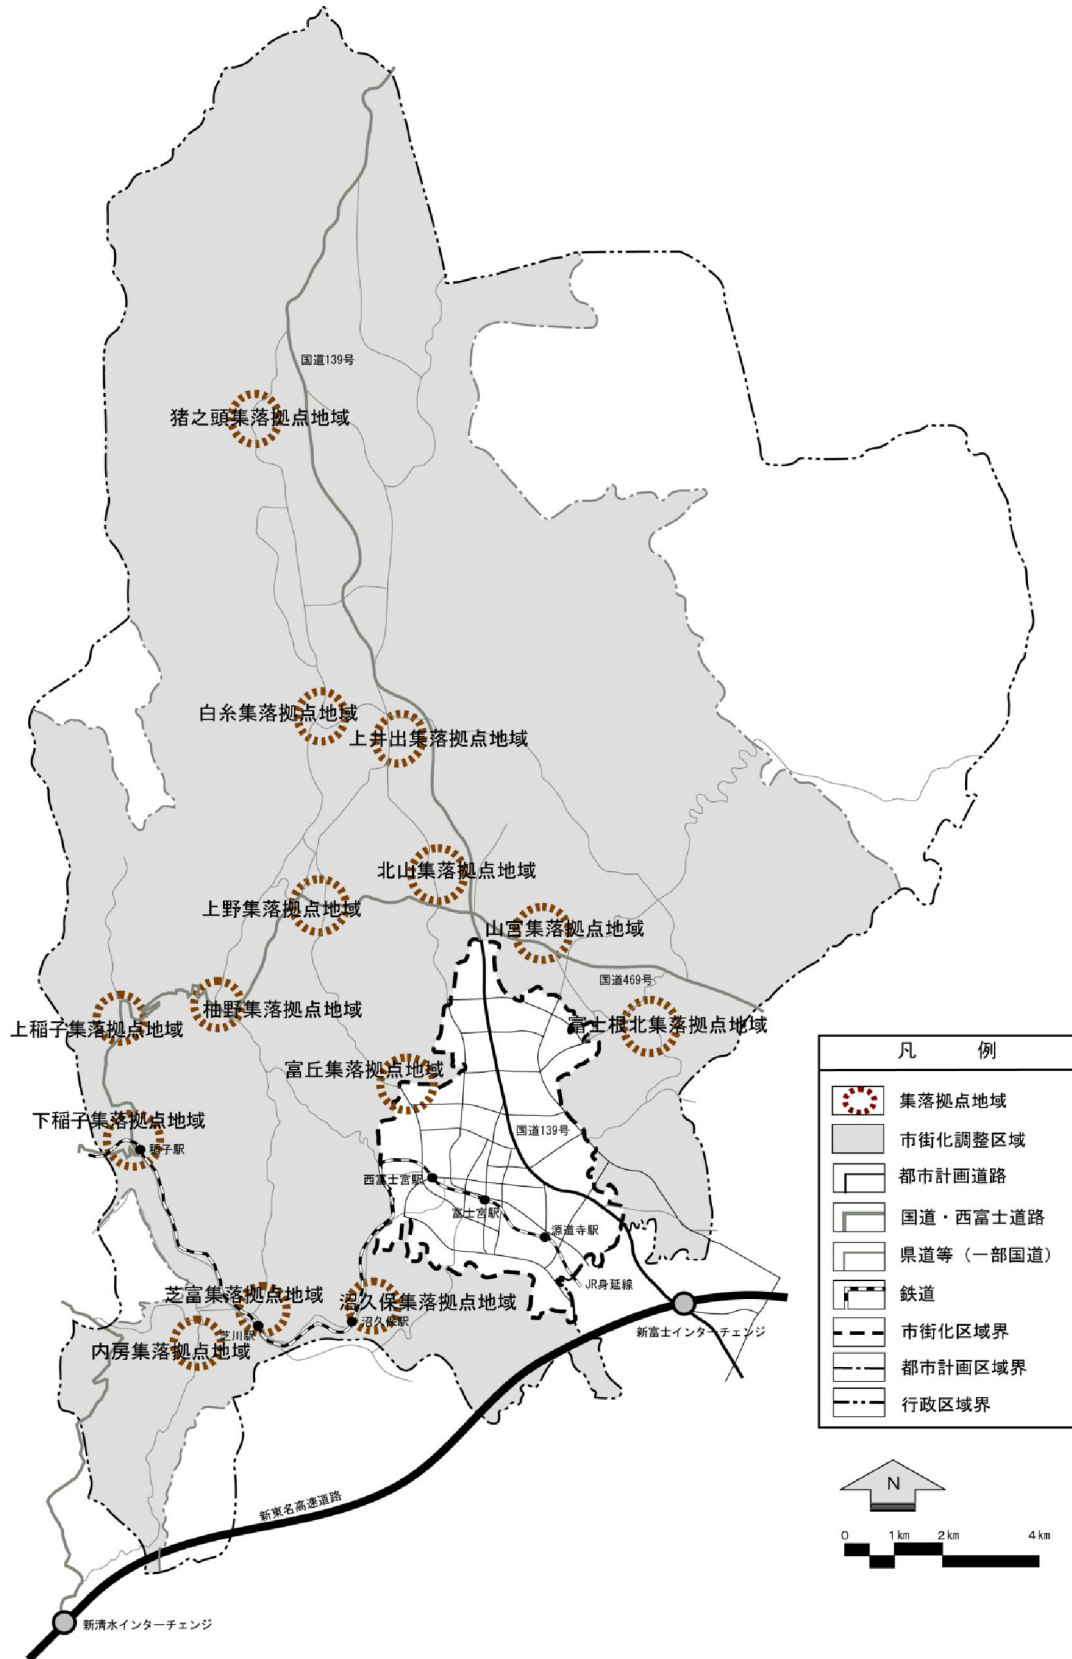 国道139号
猪之頭集落拠点地域
白糸集落拠点地域
上井出集落拠点地域
北山集落拠点地域
上野集落拠点地域
山宮集落拠点地域
国道469号
柚野集落拠点地域
上稲子集落拠点地域
富士根北集落拠点地域
富丘集落拠点地域
下稲子集落拠点地域
稲子駅
国道139号
西富士宮駅
富士宮駅
源道寺駅
JR身延線
芝富集落拠点地域
沼久保集落拠点地域
沼久保駅
芝川駅
内房集落拠点地域
新富士インターチェンジ
新東名高速道路
新清水インターチェンジ
凡 例
集落拠点地域
市街化調整区域
都市計画道路
国道・西富士道路
県道等（一部国道）
鉄道
市街化区域界
都市計画区域界
行政区域界
N
0 1km 2km 4km